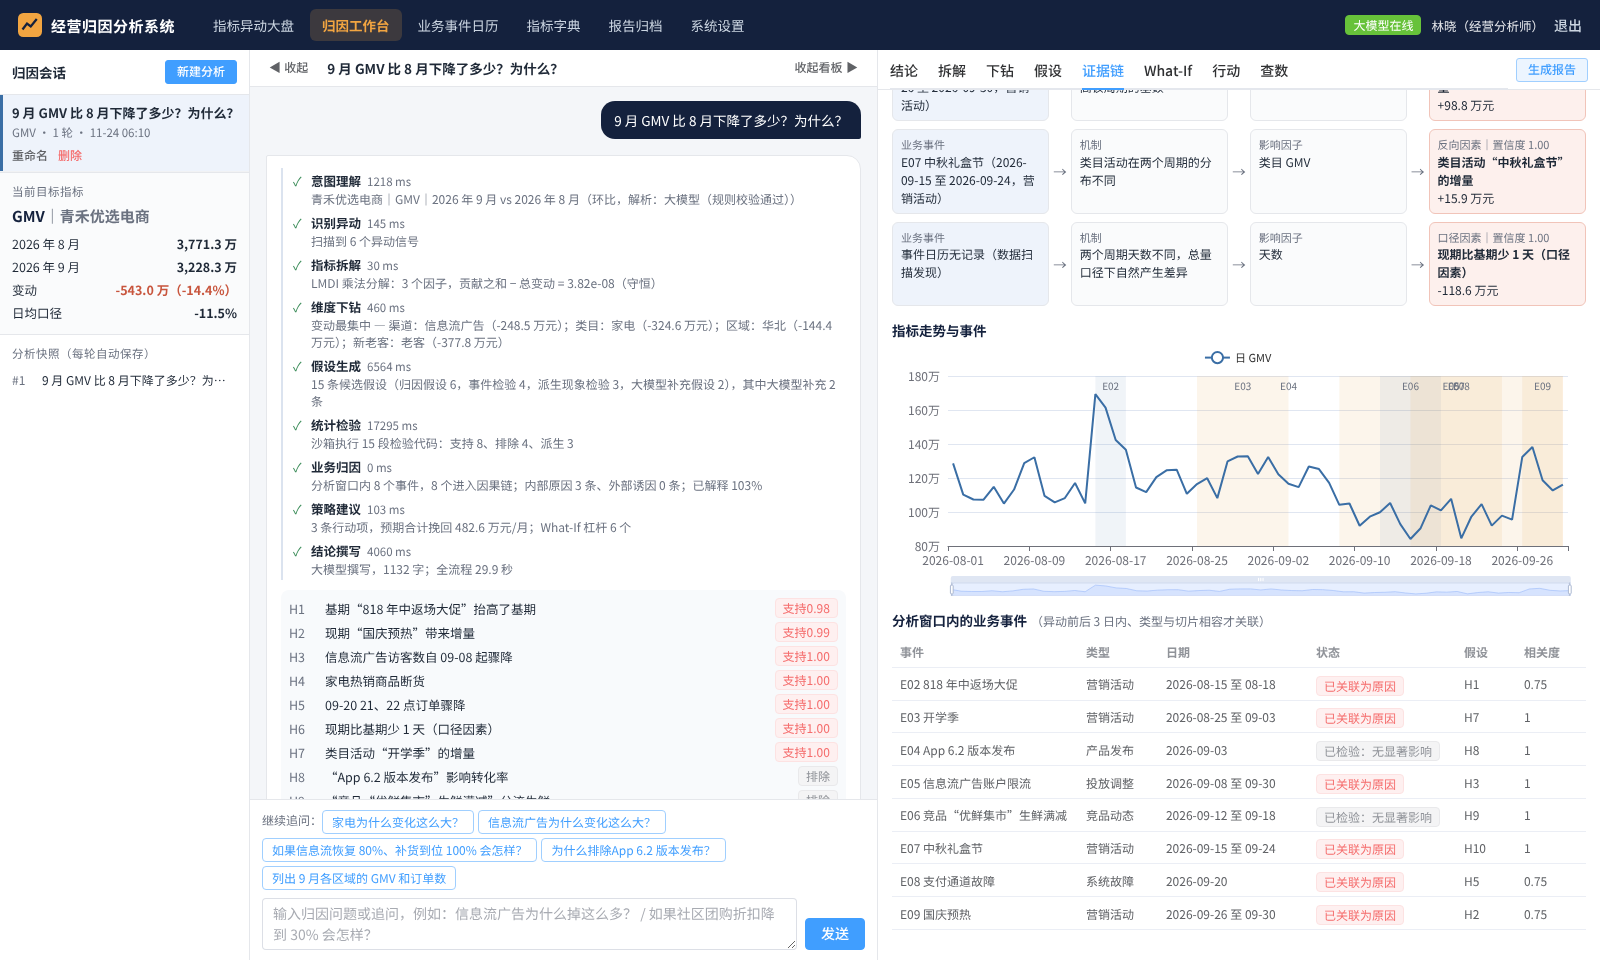 经营归因分析系统
指标异动大盘
归因工作台
业务事件日历
指标字典
报告归档
系统设置
大模型在线
林晓（经营分析师）
退出
归因会话
新建分析
9 月 GMV 比 8 月下降了多少？为什么？
GMV · 1 轮 · 11-24 06:10
重命名 删除
当前目标指标
GMV｜青禾优选电商
2026 年 8 月 3,771.3 万
2026 年 9 月 3,228.3 万
变动 -543.0 万（-14.4%）
日均口径 -11.5%
分析快照（每轮自动保存）
#1 9 月 GMV 比 8 月下降了多少？为…
◀ 收起
9 月 GMV 比 8 月下降了多少？为什么？
收起看板 ▶
9 月 GMV 比 8 月下降了多少？为什么？
✓ 意图理解 1218 ms
青禾优选电商｜GMV｜2026 年 9 月 vs 2026 年 8 月（环比，解析：大模型（规则校验通过））
✓ 识别异动 145 ms
扫描到 6 个异动信号
✓ 指标拆解 30 ms
LMDI 乘法分解：3 个因子，贡献之和 − 总变动 = 3.82e-08（守恒）
✓ 维度下钻 460 ms
变动最集中 — 渠道：信息流广告（-248.5 万元）；类目：家电（-324.6 万元）；区域：华北（-144.4
万元）；新老客：老客（-377.8 万元）
✓ 假设生成 6564 ms
15 条候选假设（归因假设 6，事件检验 4，派生现象检验 3，大模型补充假设 2），其中大模型补充 2
条
✓ 统计检验 17295 ms
沙箱执行 15 段检验代码：支持 8、排除 4、派生 3
✓ 业务归因 0 ms
分析窗口内 8 个事件，8 个进入因果链；内部原因 3 条、外部诱因 0 条；已解释 103%
✓ 策略建议 103 ms
3 条行动项，预期合计挽回 482.6 万元/月；What-If 杠杆 6 个
✓ 结论撰写 4060 ms
大模型撰写，1132 字；全流程 29.9 秒
H1 基期“818 年中返场大促”抬高了基期 支持0.98
H2 现期“国庆预热”带来增量 支持0.99
H3 信息流广告访客数自 09-08 起骤降 支持1.00
H4 家电热销商品断货 支持1.00
H5 09-20 21、22 点订单骤降 支持1.00
H6 现期比基期少 1 天（口径因素） 支持1.00
H7 类目活动“开学季”的增量 支持1.00
H8 “App 6.2 版本发布”影响转化率 排除
继续追问：
家电为什么变化这么大？
信息流广告为什么变化这么大？
如果信息流恢复 80%、补货到位 100% 会怎样？
为什么排除App 6.2 版本发布？
列出 9 月各区域的 GMV 和订单数
输入归因问题或追问，例如：信息流广告为什么掉这么多？ / 如果社区团购折扣降
到 30% 会怎样？
发送
结论
拆解
下钻
假设
证据链
What-If
行动
查数
生成报告
活动）
+98.8 万元
业务事件
E07 中秋礼盒节（2026-
09-15 至 2026-09-24，营
销活动）
→
机制
类目活动在两个周期的分
布不同
→
影响因子
类目 GMV
→
反向因素｜置信度 1.00
类目活动“中秋礼盒节”
的增量
+15.9 万元
业务事件
事件日历无记录（数据扫
描发现）
→
机制
两个周期天数不同，总量
口径下自然产生差异
→
影响因子
天数
→
口径因素｜置信度 1.00
现期比基期少 1 天（口径
因素）
-118.6 万元
指标走势与事件
日 GMV
180万
160万
140万
120万
100万
80万
E02
E03
E04
E06
E09
2026-08-01
2026-08-09
2026-08-17
2026-08-25
2026-09-02
2026-09-10
2026-09-18
2026-09-26
分析窗口内的业务事件 （异动前后 3 日内、类型与切片相容才关联）
事件 类型 日期 状态 假设 相关度
E02 818 年中返场大促 营销活动 2026-08-15 至 08-18 已关联为原因 H1 0.75
E03 开学季 营销活动 2026-08-25 至 09-03 已关联为原因 H7 1
E04 App 6.2 版本发布 产品发布 2026-09-03 已检验：无显著影响 H8 1
E05 信息流广告账户限流 投放调整 2026-09-08 至 09-30 已关联为原因 H3 1
E06 竞品“优鲜集市”生鲜满减 竞品动态 2026-09-12 至 09-18 已检验：无显著影响 H9 1
E07 中秋礼盒节 营销活动 2026-09-15 至 09-24 已关联为原因 H10 1
E08 支付通道故障 系统故障 2026-09-20 已关联为原因 H5 0.75
E09 国庆预热 营销活动 2026-09-26 至 09-30 已关联为原因 H2 0.75